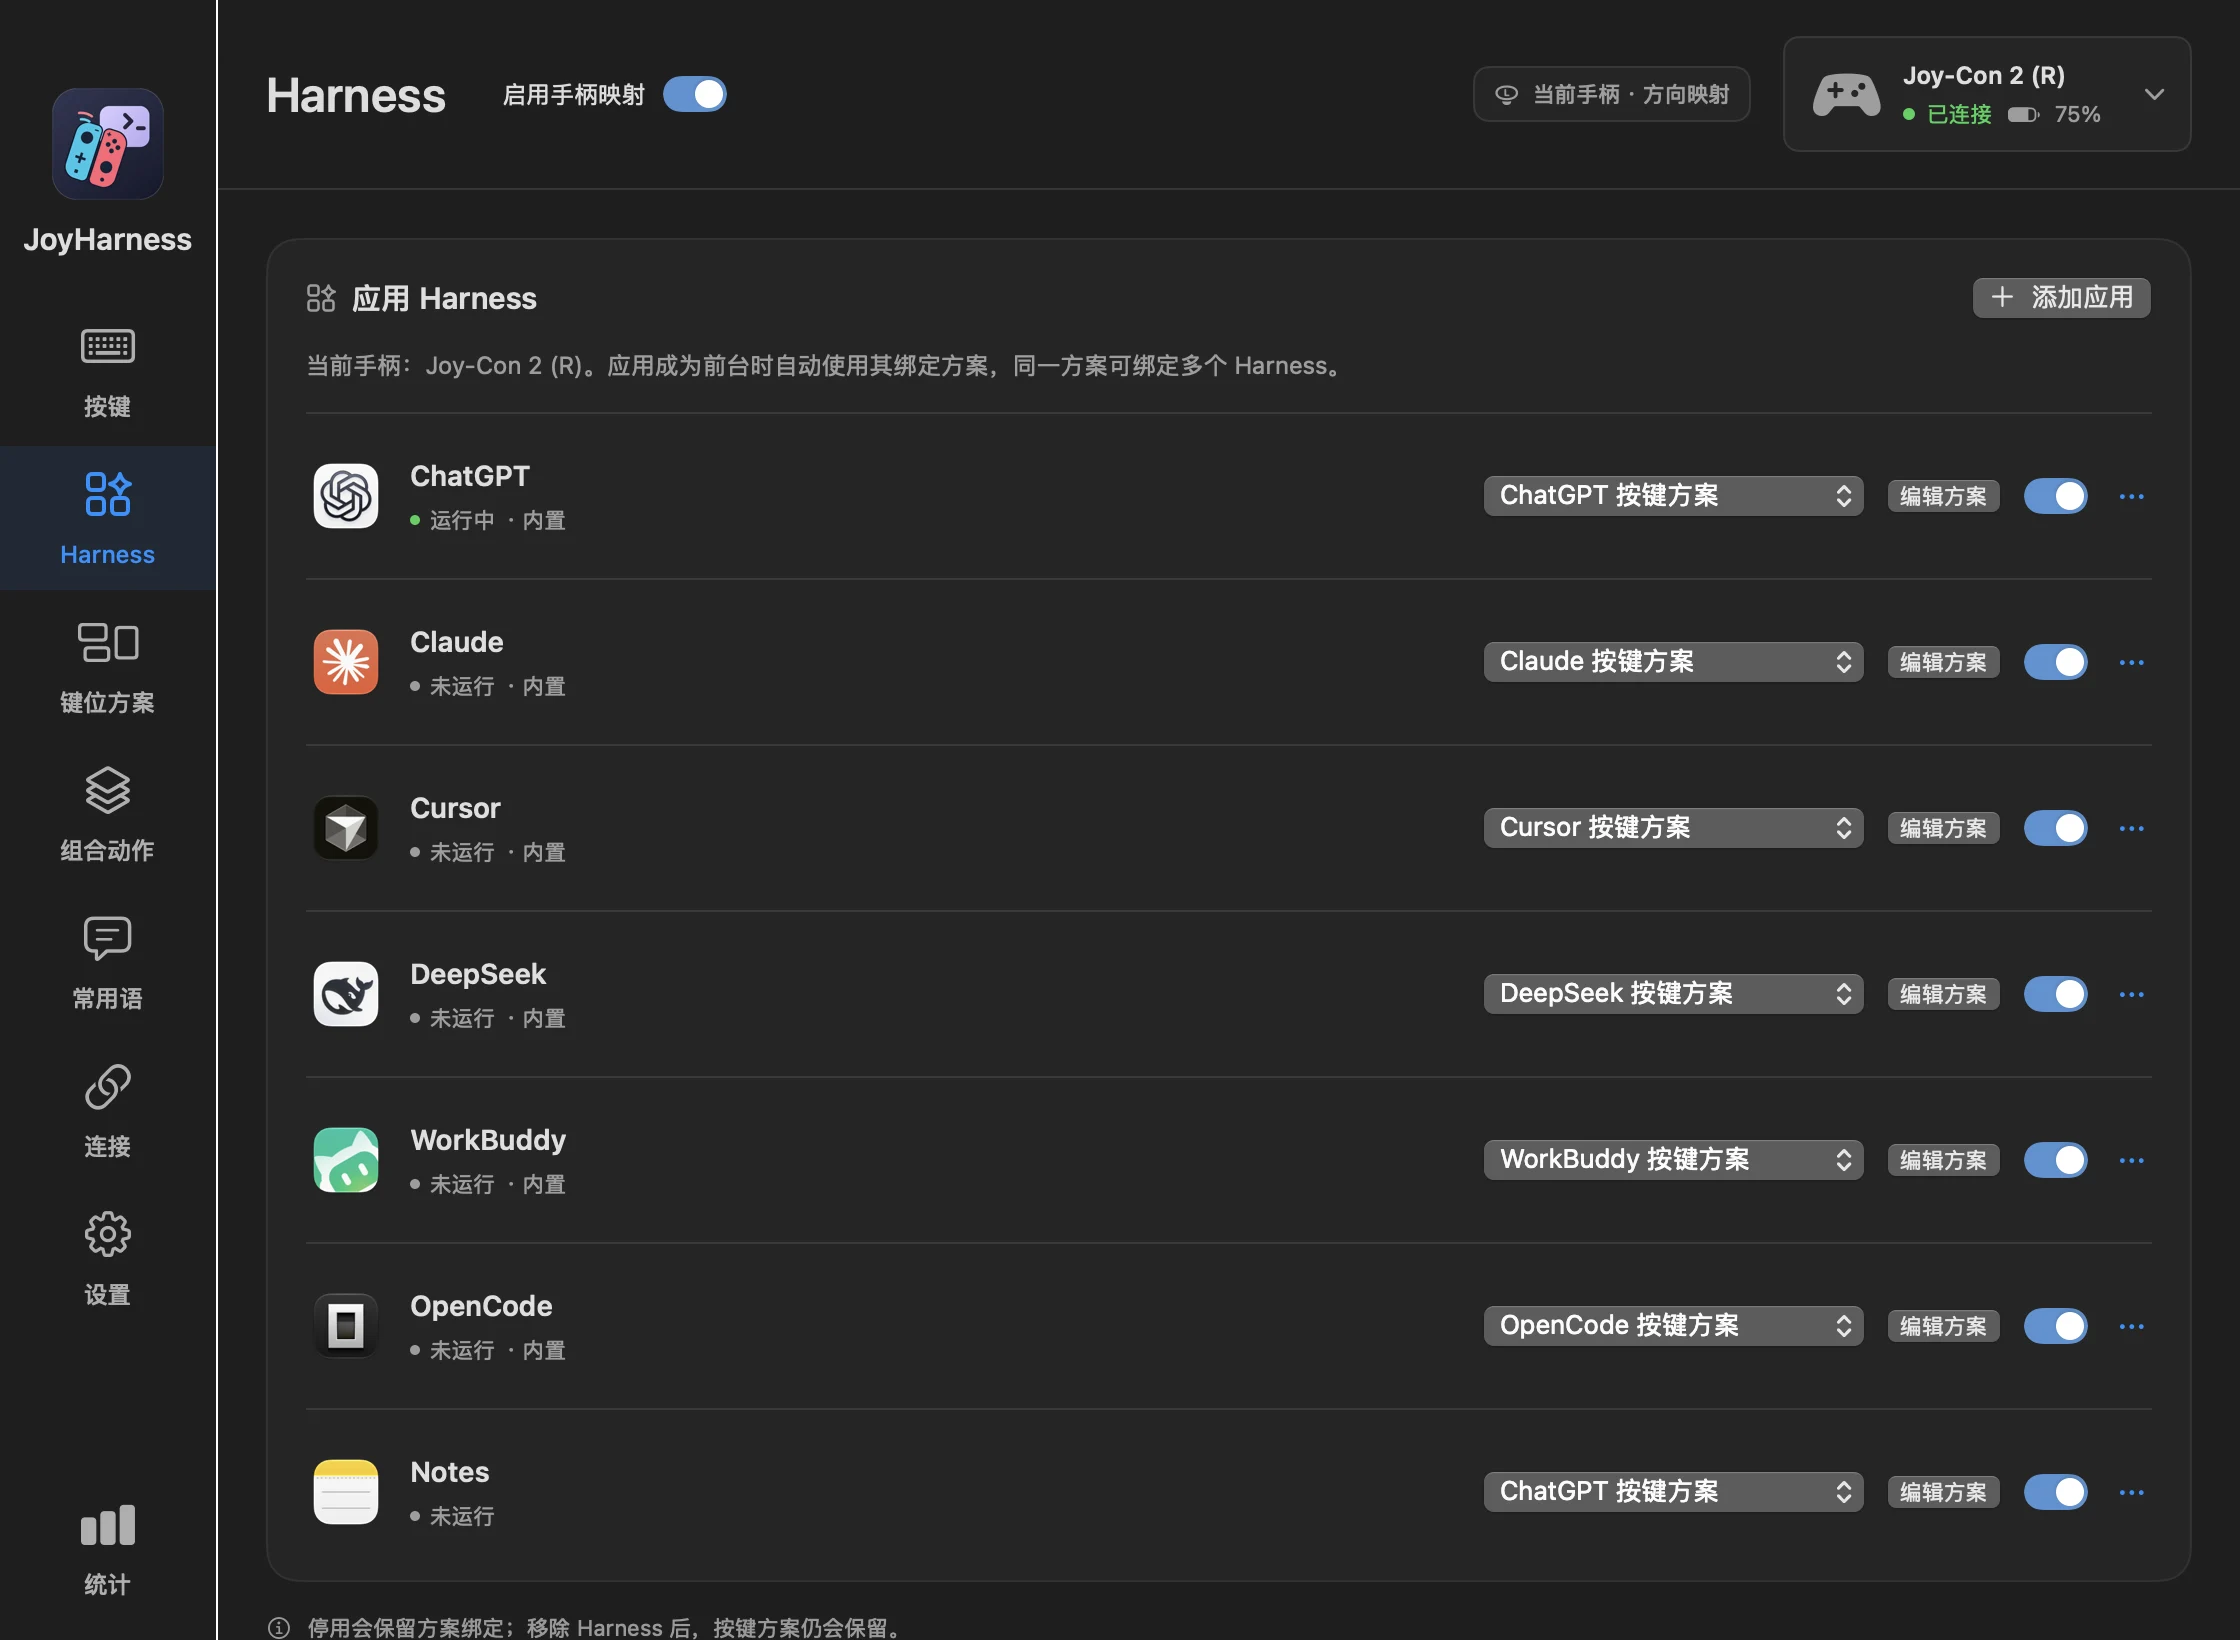 JoyHarness
按键
Harness
键位方案
组合动作
常用语
连接
设置
统计
Harness
启用手柄映射
当前手柄 · 方向映射
Joy-Con 2 (R)
已连接 75%
应用 Harness
添加应用
当前手柄：Joy-Con 2 (R)。应用成为前台时自动使用其绑定方案，同一方案可绑定多个 Harness。
ChatGPT
运行中 · 内置
ChatGPT 按键方案
编辑方案
Claude
未运行 · 内置
Claude 按键方案
编辑方案
Cursor
未运行 · 内置
Cursor 按键方案
编辑方案
DeepSeek
未运行 · 内置
DeepSeek 按键方案
编辑方案
WorkBuddy
未运行 · 内置
WorkBuddy 按键方案
编辑方案
OpenCode
未运行 · 内置
OpenCode 按键方案
编辑方案
Notes
未运行
ChatGPT 按键方案
编辑方案
停用会保留方案绑定；移除 Harness 后，按键方案仍会保留。